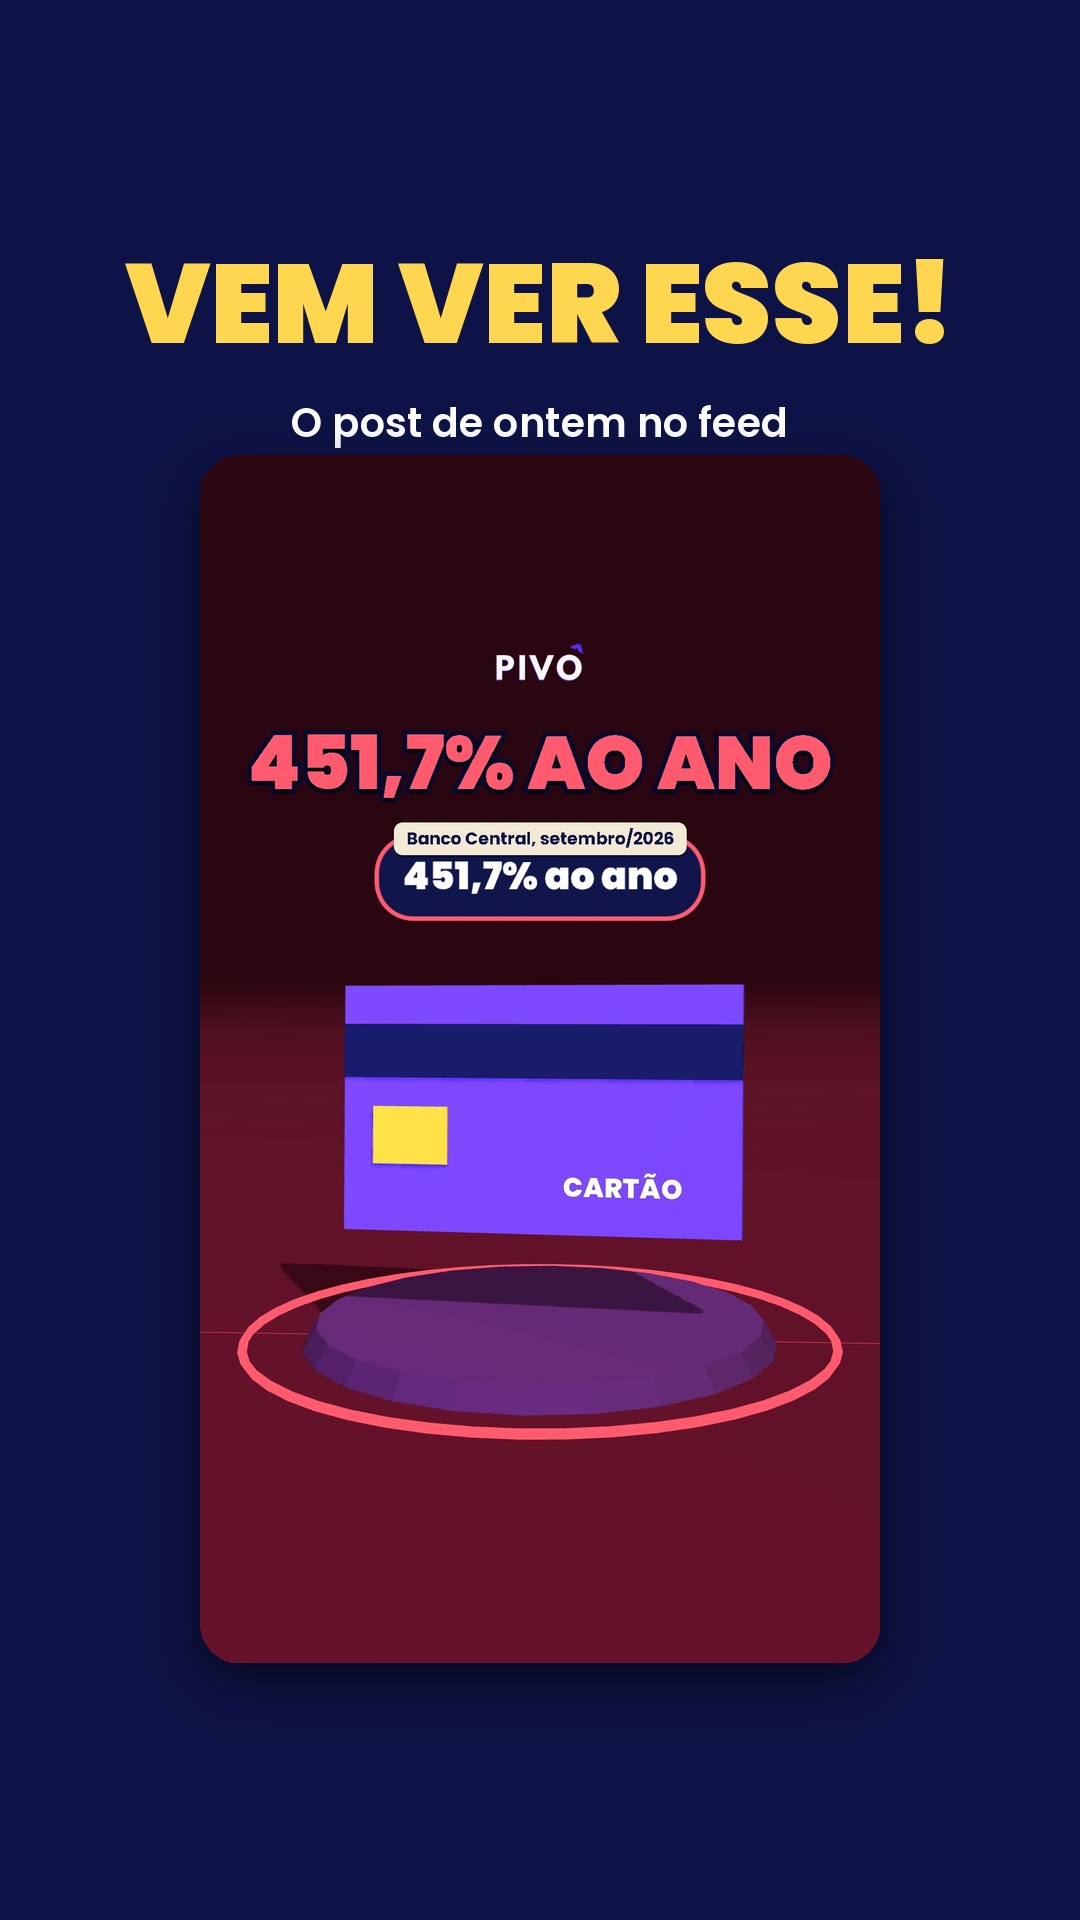 VEM VER ESSE!
O post de ontem no feed
PIVÔ
451,7% AO ANO
Banco Central, setembro/2026
451,7% ao ano
CARTÃO